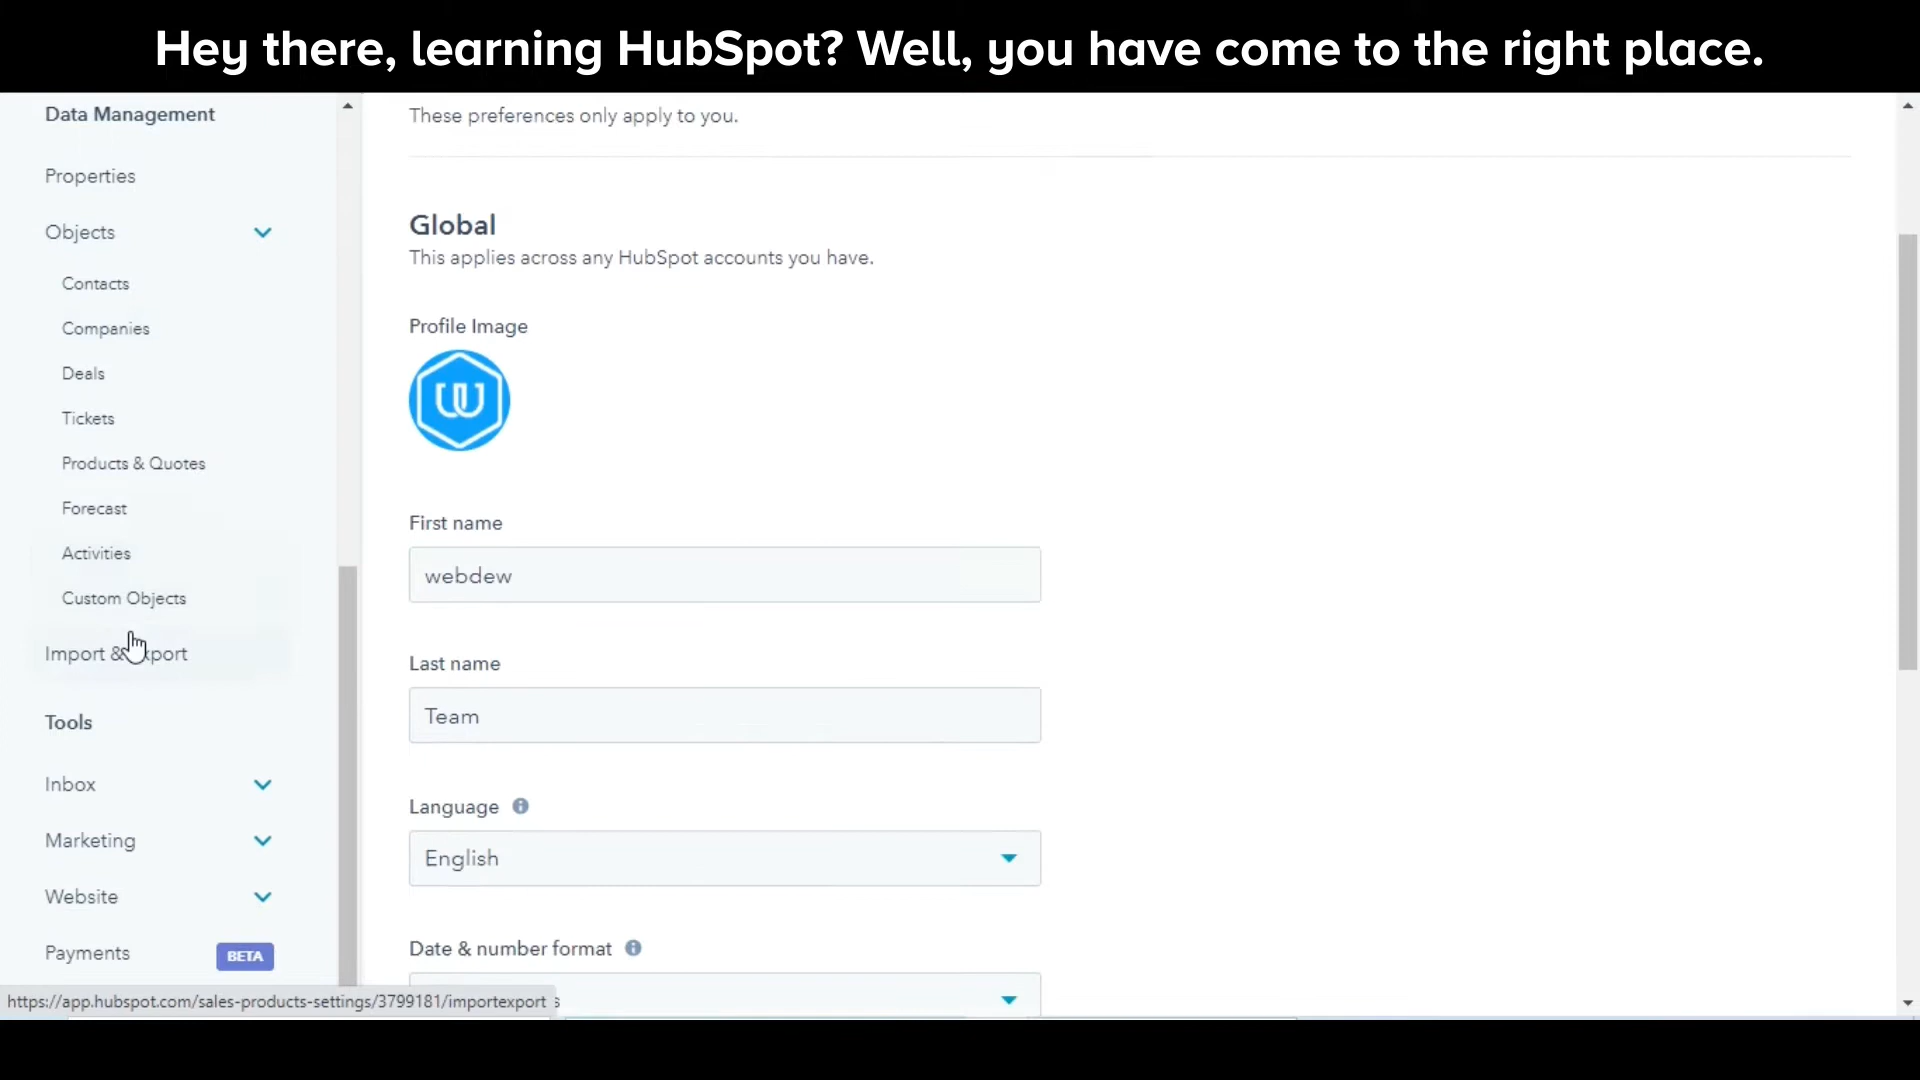 Hey there, learning HubSpot? Well, you have come to the right place.
Data Management
Properties
Objects
Contacts
Companies
Deals
Tickets
Products & Quotes
Forecast
Activities
Custom Objects
Import & Export
Tools
Inbox
Marketing
Website
Payments BETA
https://app.hubspot.com/sales-products-settings/3799181/importexport
These preferences only apply to you.
Global
This applies across any HubSpot accounts you have.
Profile Image
First name
webdew
Last name
Team
Language
English
Date & number format